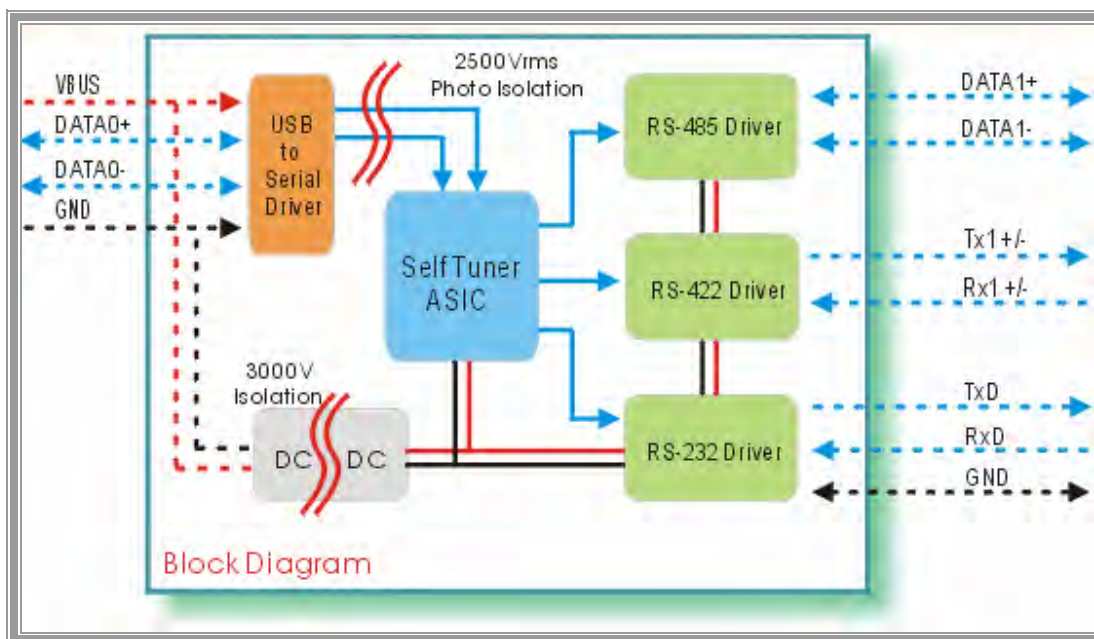 VBUS
DATA0+
DATA0-
GND
USB
to
Serial
Driver
2500Vrms
Photo Isolation
Self Tuner
ASIC
3000V
Isolation
DC DC
RS-485 Driver
RS-422 Driver
RS-232 Driver
DATA1+
DATA1-
Tx1 +/-
Rx1 +/-
TxD
RxD
GND
Block Diagram